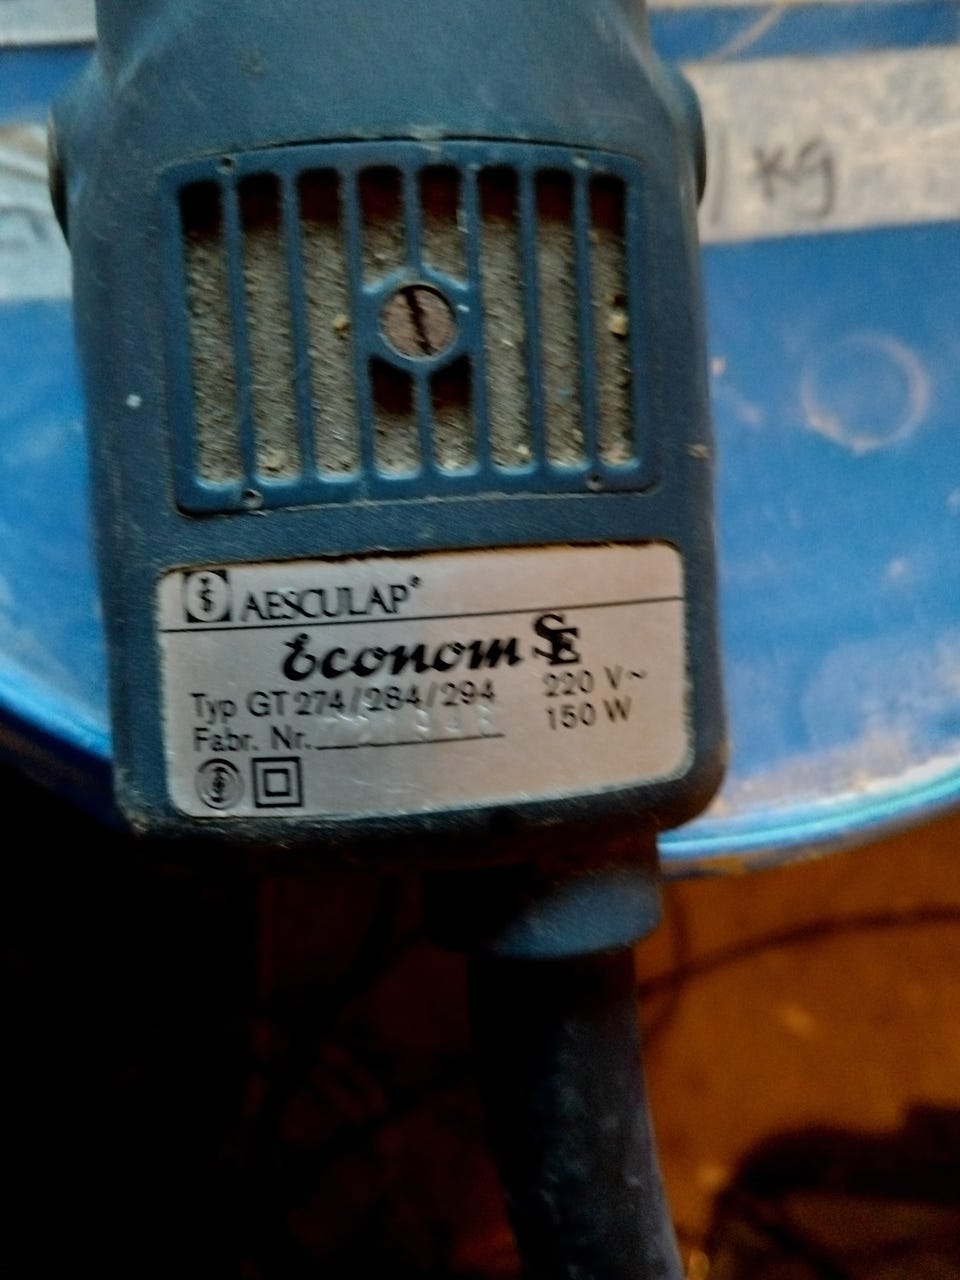 kg
AESCULAP®
Econom SE
Typ GT 274/284/294 220 V~
Fabr. Nr. 150 W